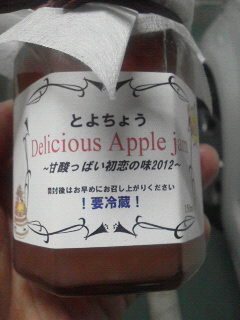 とよちょう
Delicious Apple jam
~甘酸っぱい初恋の味2012~
開封後はお早めにお召し上がりください
!要冷蔵!